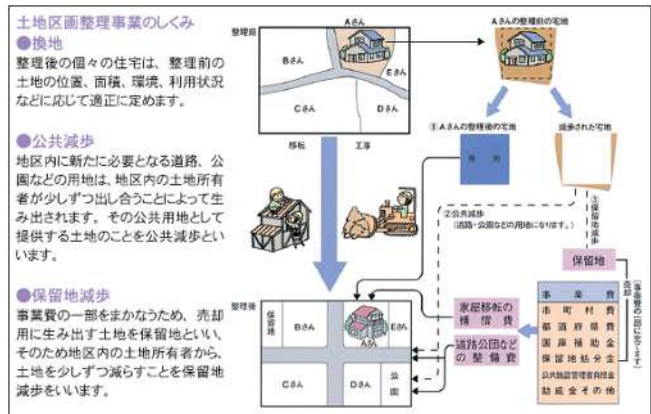 土地区画整理事業のしくみ
●換地
整理後の個々の住宅は、整理前の
土地の位置、面積、環境、利用状況
などに応じて適正に定めます。
●公共減歩
地区内に新たに必要となる道路、公
園などの用地は、地区内の土地所有
者が少しずつ出し合うことによって生
み出されます。その公共用地として
提供する土地のことを公共減歩とい
います。
●保留地減歩
事業費の一部をまかなうため、売却
用に生み出す土地を保留地といい、
そのため地区内の土地所有者から、
土地を少しずつ減らすことを保留地
減歩をいいます。
整理前
Aさん
Bさん
Eさん
Cさん
Dさん
移転
工事
整理後
保留地
Bさん
Eさん
Aさん
Cさん
Dさん
公園
Aさんの整理前の宅地
①Aさんの整理後の宅地
減歩された宅地
換地
②公共減歩
(道路・公園などの用地になります。)
③保留地減歩
保留地
売却
(事業費の一部に充てます)
家屋移転の
補償費
道路公園な
どの整備費
事業費
市町村費
都道府県費
国庫補助金
保留地処分金
公共施設管理者負担金
助成金その他